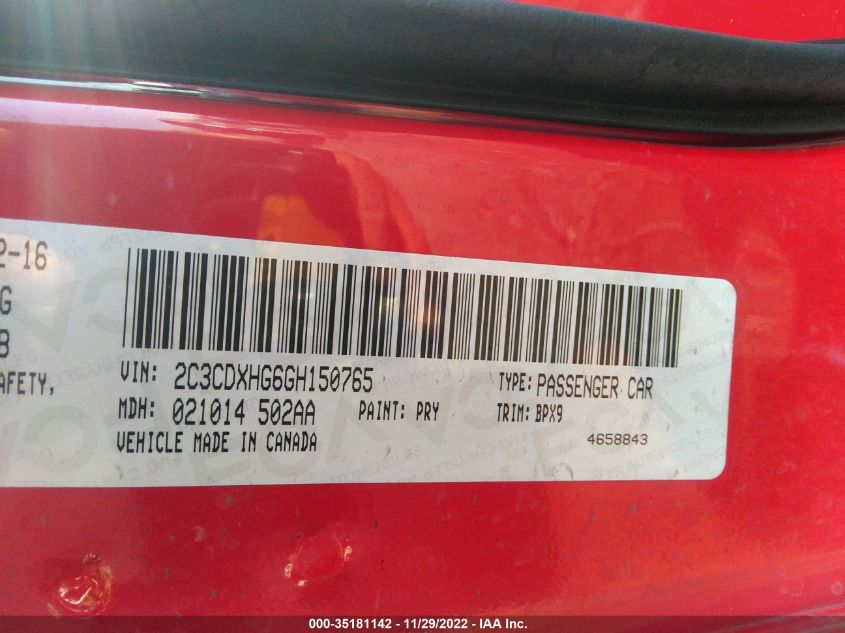 2-16
G
B
AFETY,
VIN: 2C3CDXHG6GH150765 TYPE: PASSENGER CAR
MDH: 021014 502AA PAINT: PRY TRIM: BPX9
VEHICLE MADE IN CANADA 4658843
000-35181142 - 11/29/2022 - IAA Inc.